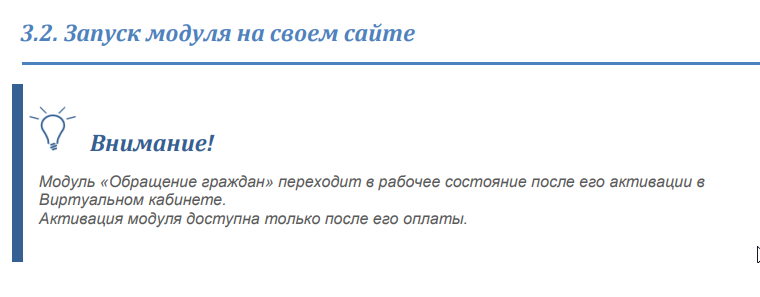 3.2. Запуск модуля на своем сайте
Внимание!
Модуль «Обращение граждан» переходит в рабочее состояние после его активации в
Виртуальном кабинете.
Активация модуля доступна только после его оплаты.